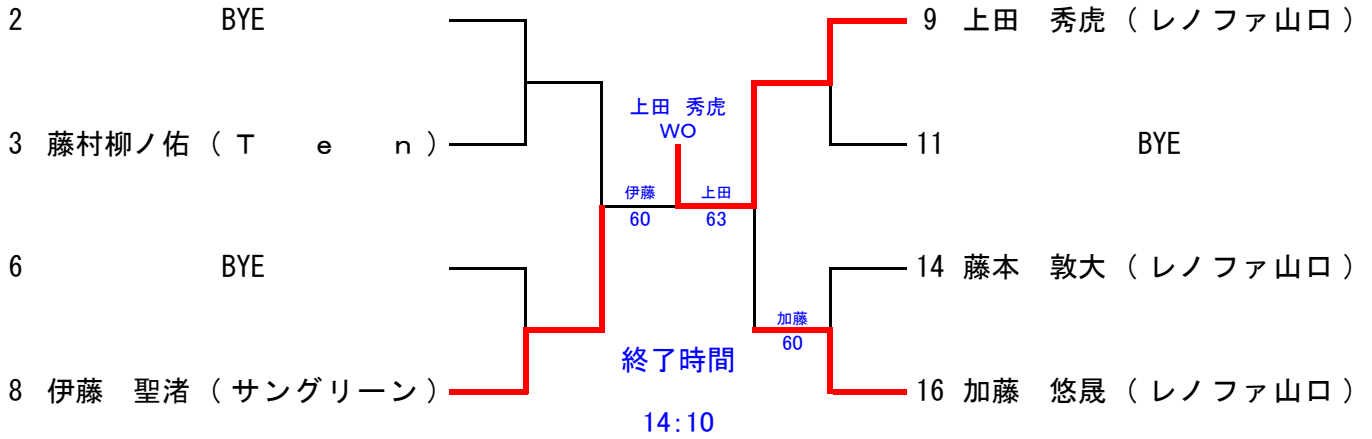 2 BYE
3 藤村柳ノ佑 ( Ｔ ｅ ｎ )
6 BYE
8 伊藤　聖渚 ( サングリーン )
上田 秀虎
WO
伊藤
60
上田
63
加藤
60
終了時間
14:10
9 上田　秀虎 ( レノファ山口 )
11 BYE
14 藤本　敦大 ( レノファ山口 )
16 加藤　悠晟 ( レノファ山口 )